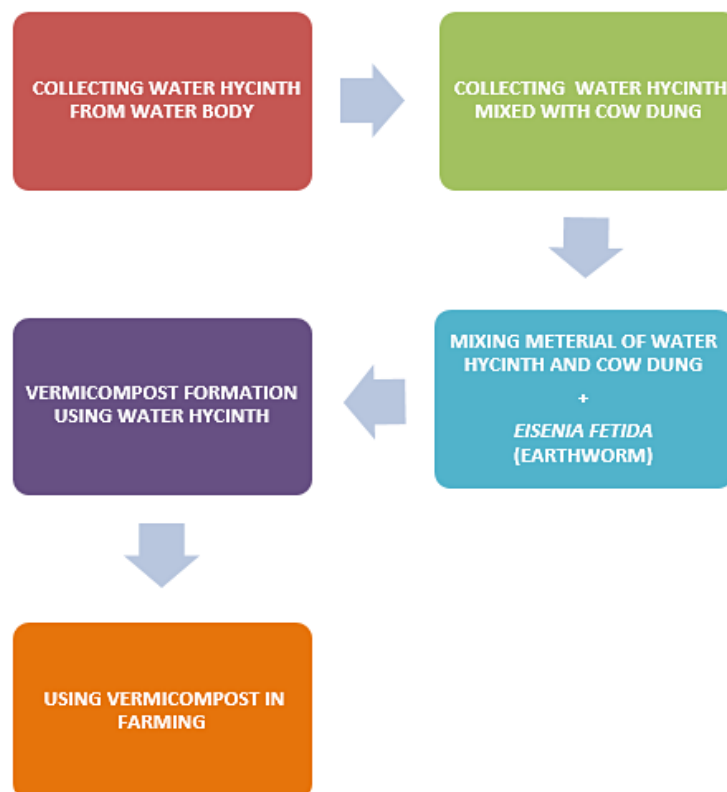 COLLECTING WATER HYCINTH
FROM WATER BODY
COLLECTING WATER HYCINTH
MIXED WITH COW DUNG
MIXING METERIAL OF WATER
HYCINTH AND COW DUNG
+
EISENIA FETIDA
(EARTHWORM)
VERMICOMPOST FORMATION
USING WATER HYCINTH
USING VERMICOMPOST IN
FARMING